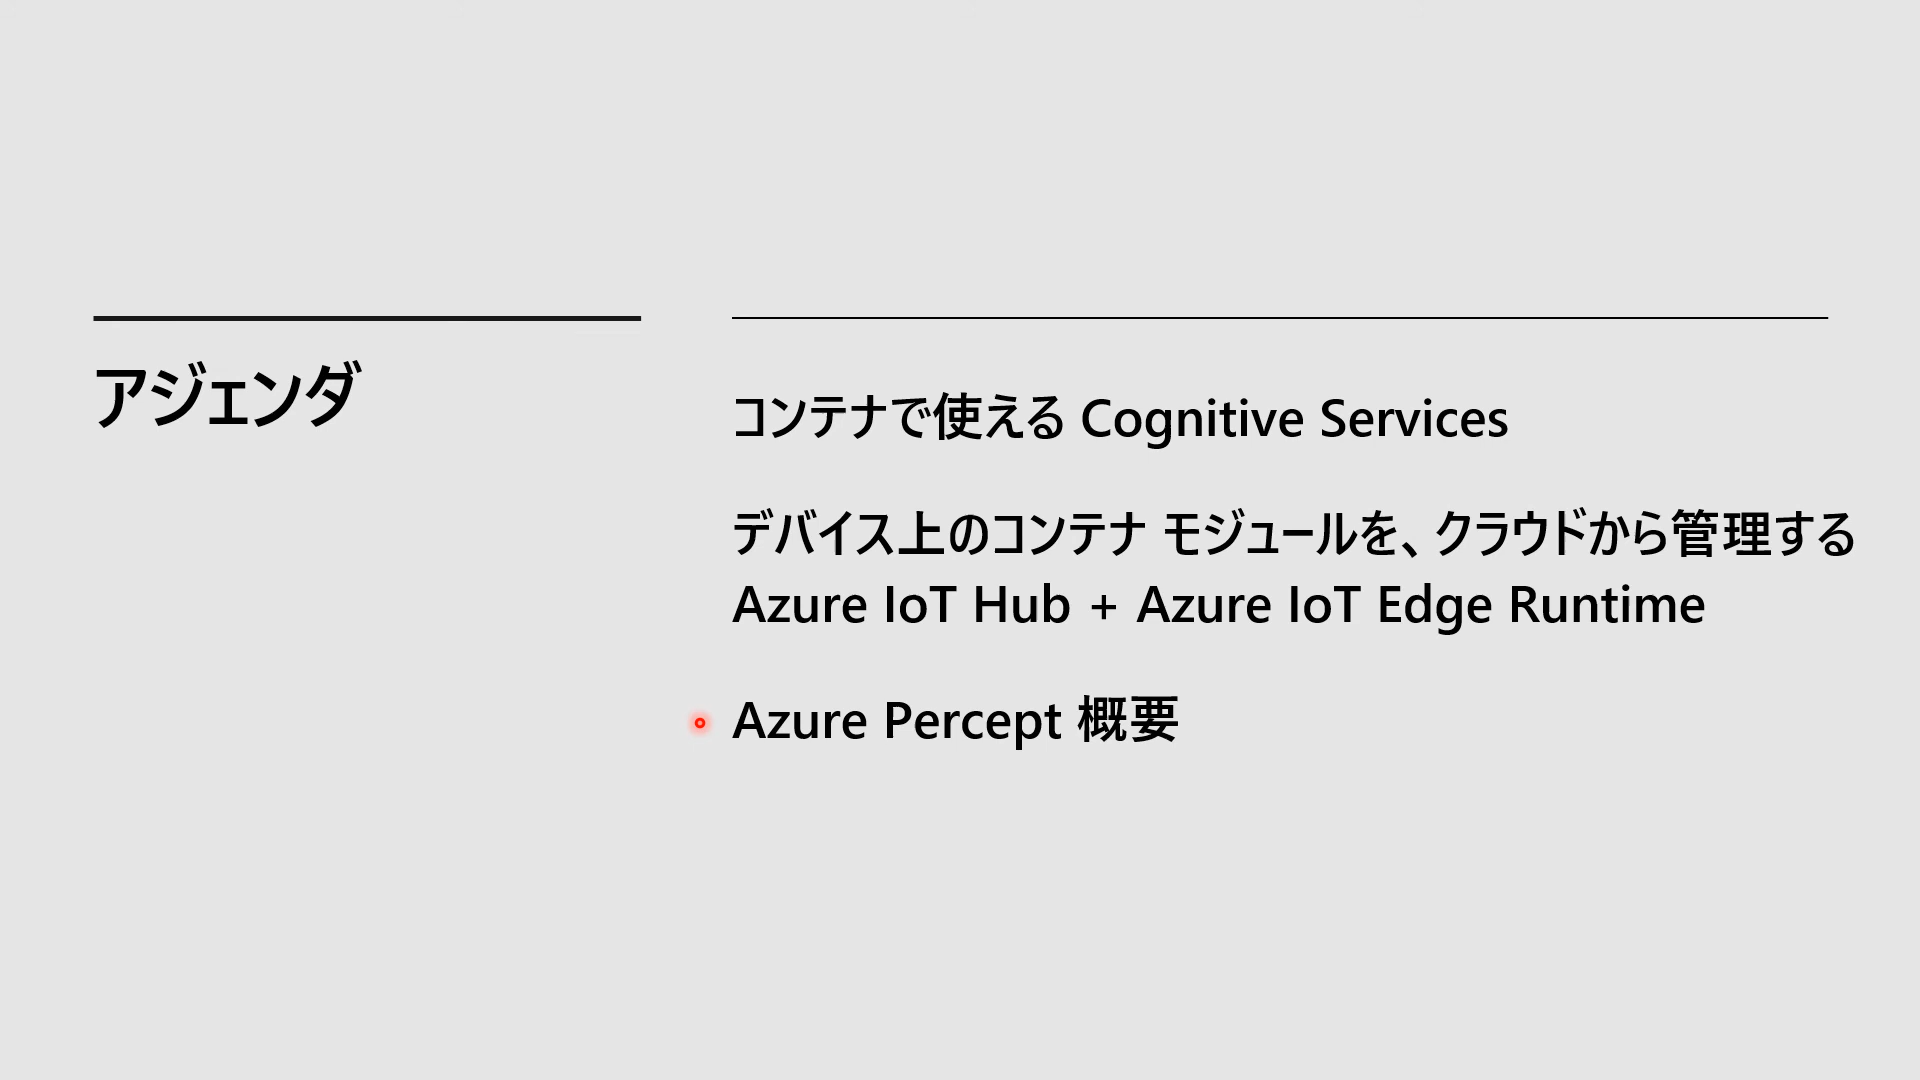 アジェンダ
コンテナで使える Cognitive Services
デバイス上のコンテナ モジュールを、クラウドから管理する
Azure IoT Hub + Azure IoT Edge Runtime
Azure Percept 概要